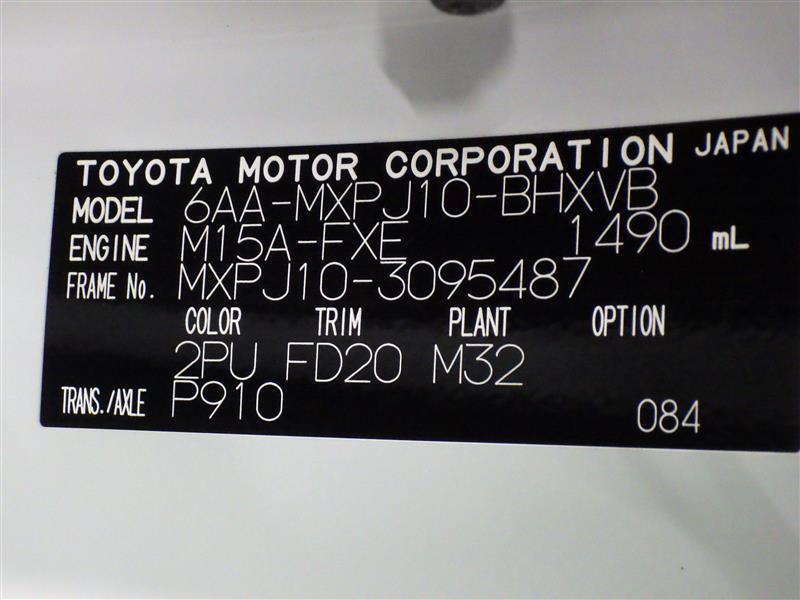 TOYOTA MOTOR CORPORATION JAPAN
MODEL 6AA-MXPJ10-BHXVB
ENGINE M15A-FXE 1490 mL
FRAME No. MXPJ10-3095487
COLOR TRIM PLANT OPTION
2PU FD20 M32
TRANS./AXLE P910 084